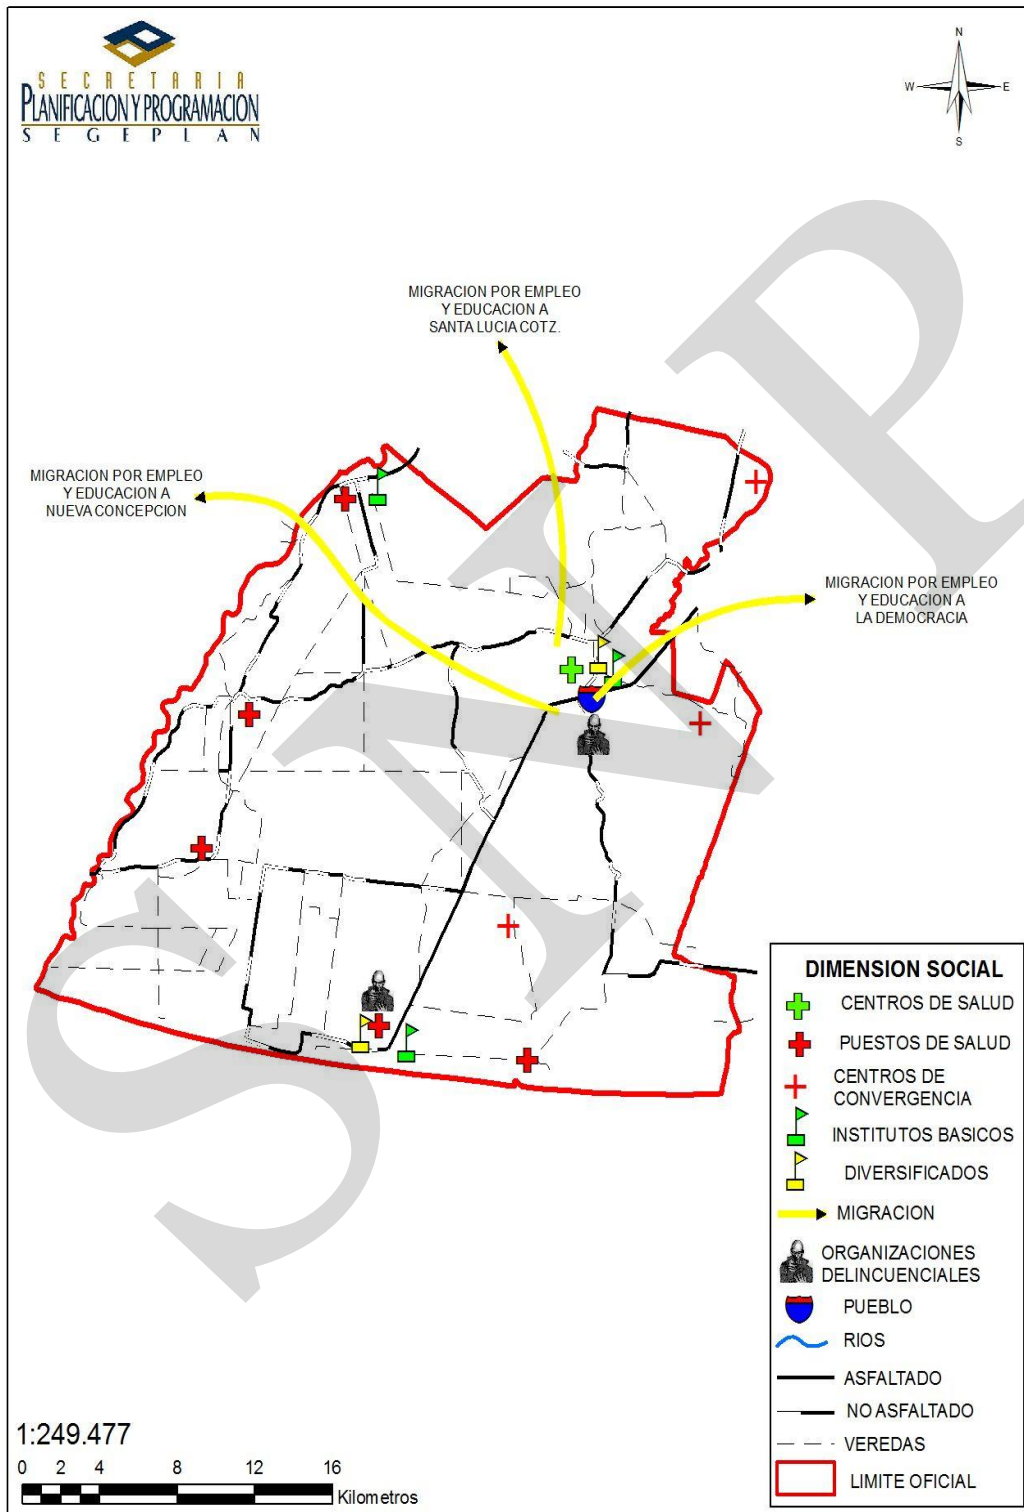 SECRETARIA
PLANIFICACION Y PROGRAMACION
SEGEPLAN
N
W
E
S
MIGRACION POR EMPLEO
Y EDUCACION A
SANTA LUCIA COTZ.
MIGRACION POR EMPLEO
Y EDUCACION A
NUEVA CONCEPCION
MIGRACION POR EMPLEO
Y EDUCACION A
LA DEMOCRACIA
SNP
DIMENSION SOCIAL
CENTROS DE SALUD
PUESTOS DE SALUD
CENTROS DE
CONVERGENCIA
INSTITUTOS BASICOS
DIVERSIFICADOS
MIGRACION
ORGANIZACIONES
DELINCUENCIALES
PUEBLO
RIOS
ASFALTADO
NO ASFALTADO
VEREDAS
LIMITE OFICIAL
1:249.477
0 2 4 8 12 16
Kilometros